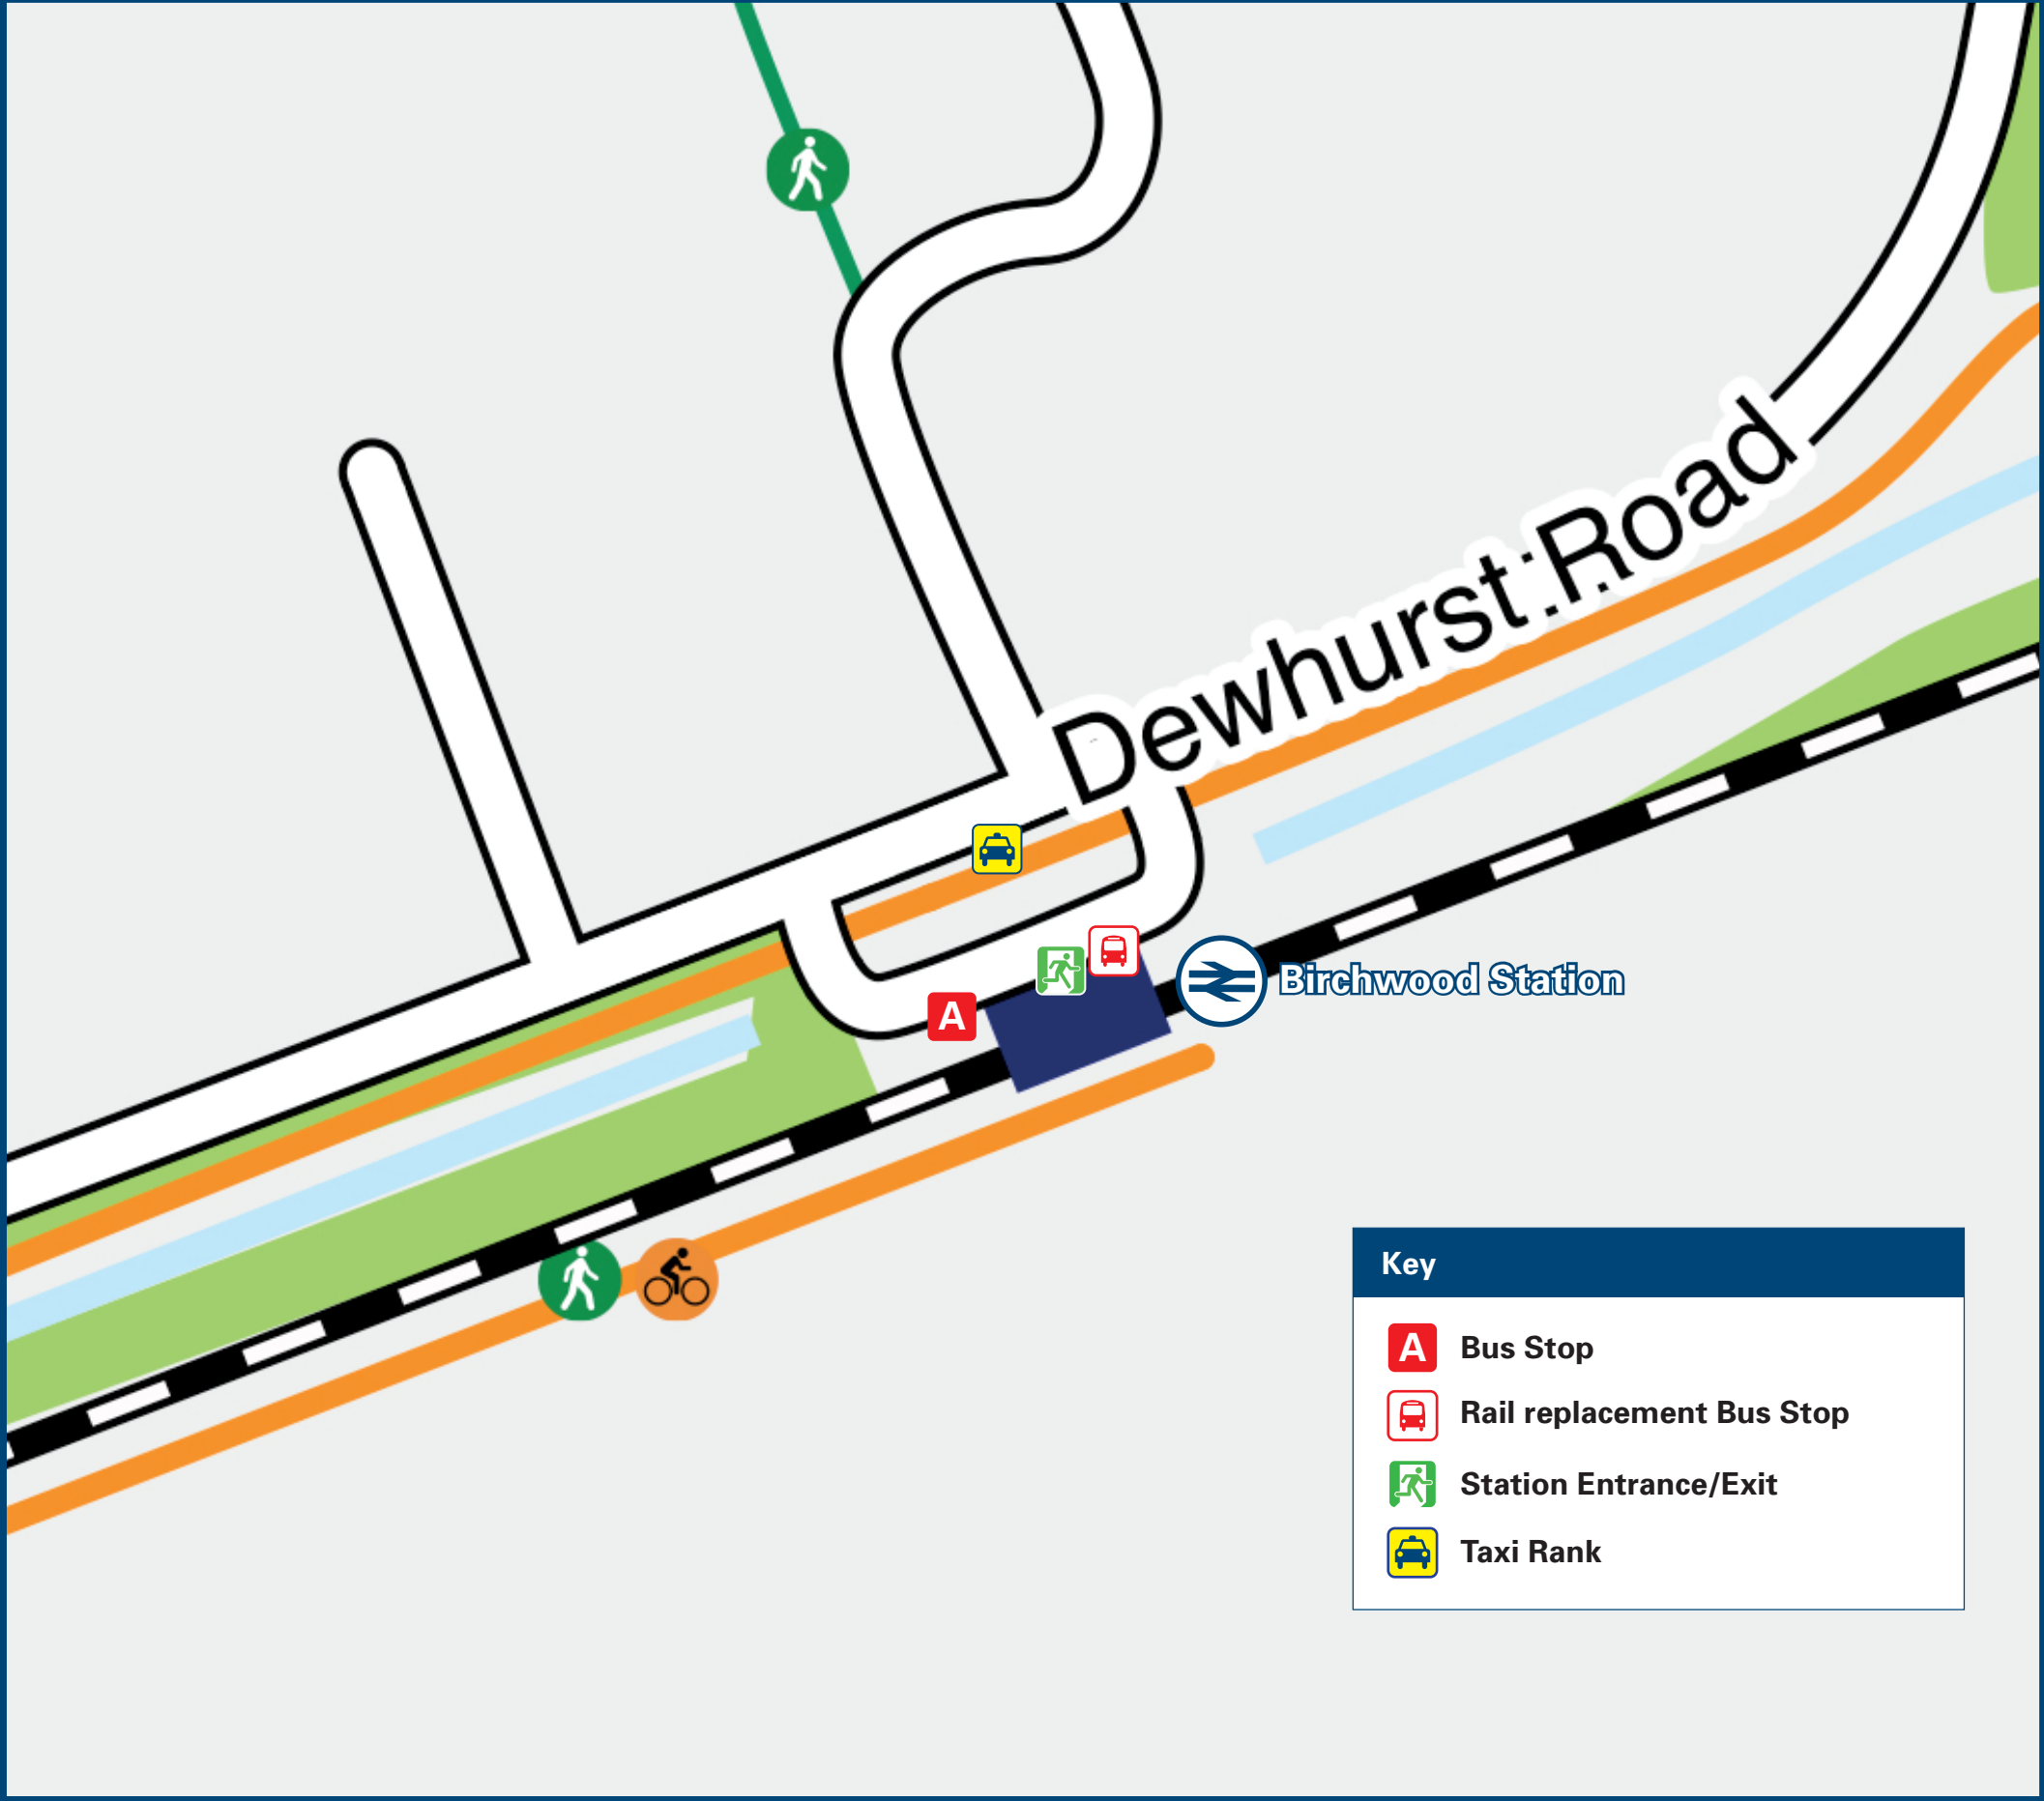 Dewhurst Road
A
Birchwood Station
Key
A Bus Stop
Rail replacement Bus Stop
Station Entrance/Exit
Taxi Rank